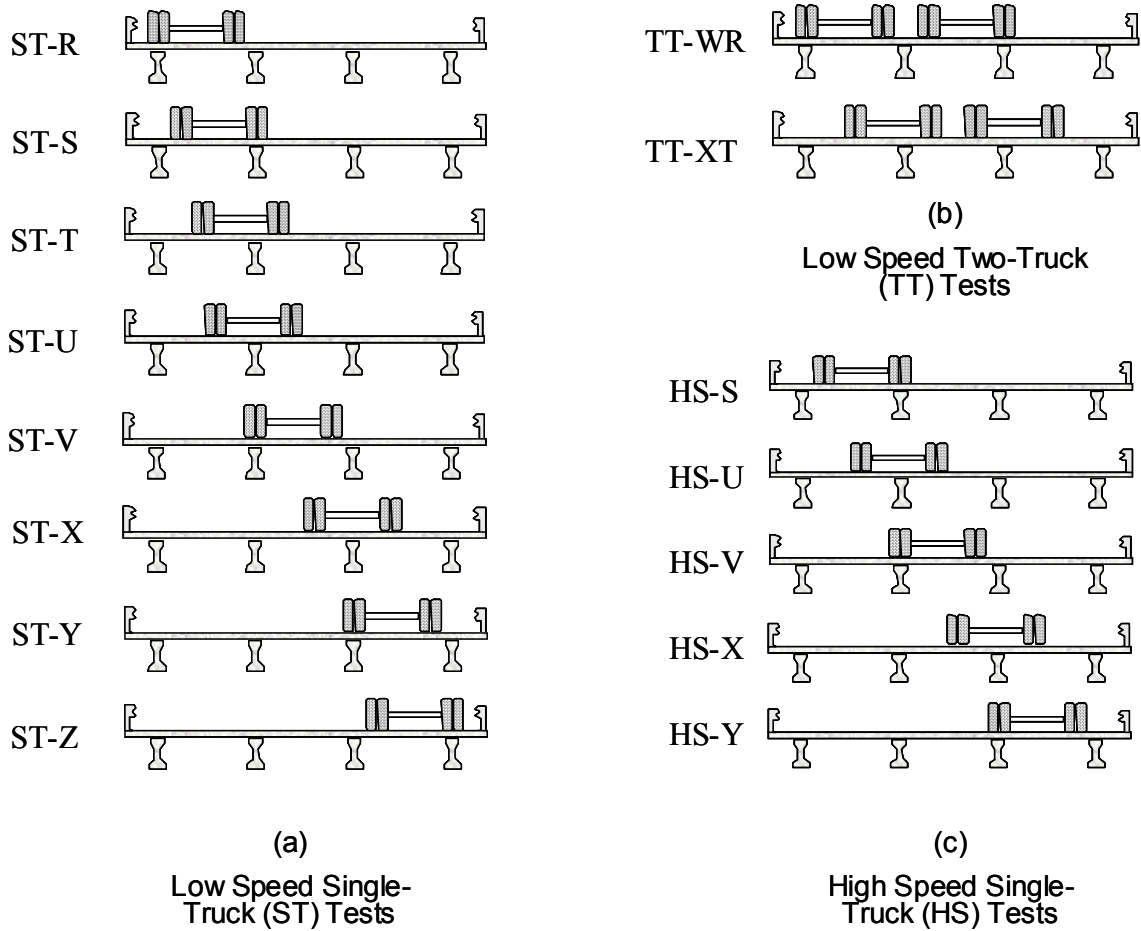 ST-R
ST-S
ST-T
ST-U
ST-V
ST-X
ST-Y
ST-Z
(a)
Low Speed Single-
Truck (ST) Tests
TT-WR
TT-XT
(b)
Low Speed Two-Truck
(TT) Tests
HS-S
HS-U
HS-V
HS-X
HS-Y
(c)
High Speed Single-
Truck (HS) Tests